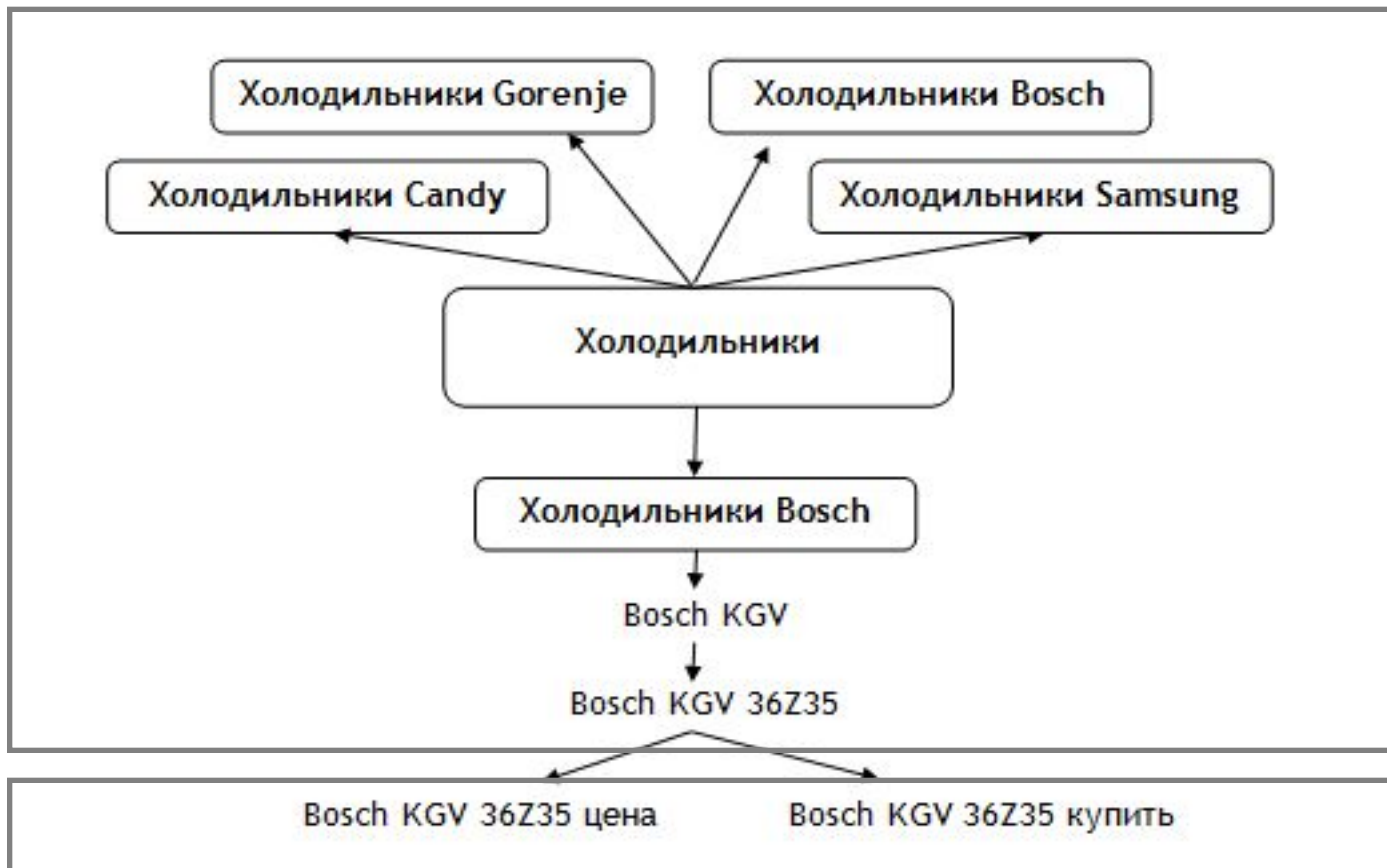 Холодильники Gorenje
Холодильники Bosch
Холодильники Candy
Холодильники Samsung
Холодильники
Холодильники Bosch
Bosch KGV
Bosch KGV 36Z35
Bosch KGV 36Z35 цена
Bosch KGV 36Z35 купить